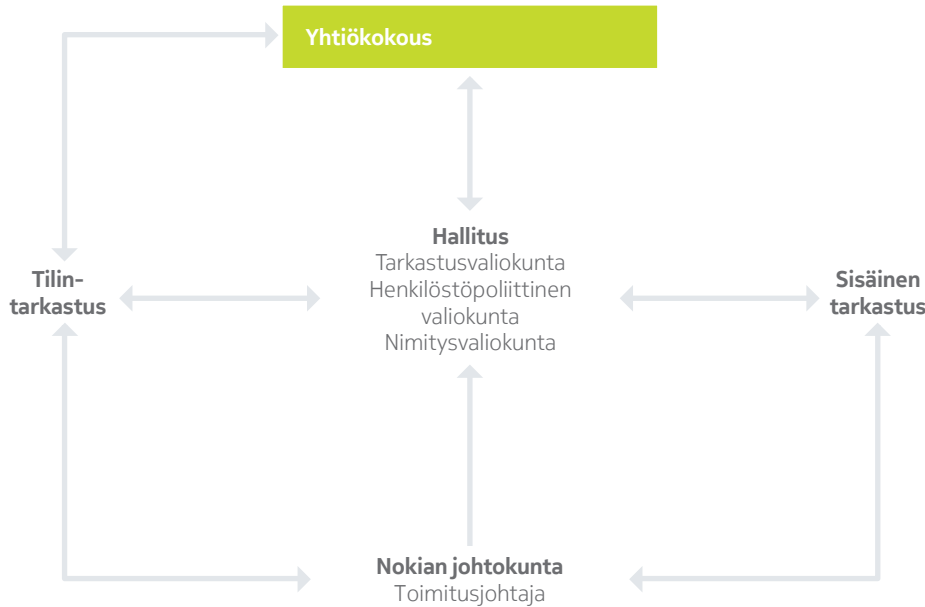 Yhtiökokous
Hallitus
Tarkastusvaliokunta
Henkilöstöpoliittinen
valiokunta
Nimitysvaliokunta
Tilin-
tarkastus
Sisäinen
tarkastus
Nokian johtokunta
Toimitusjohtaja